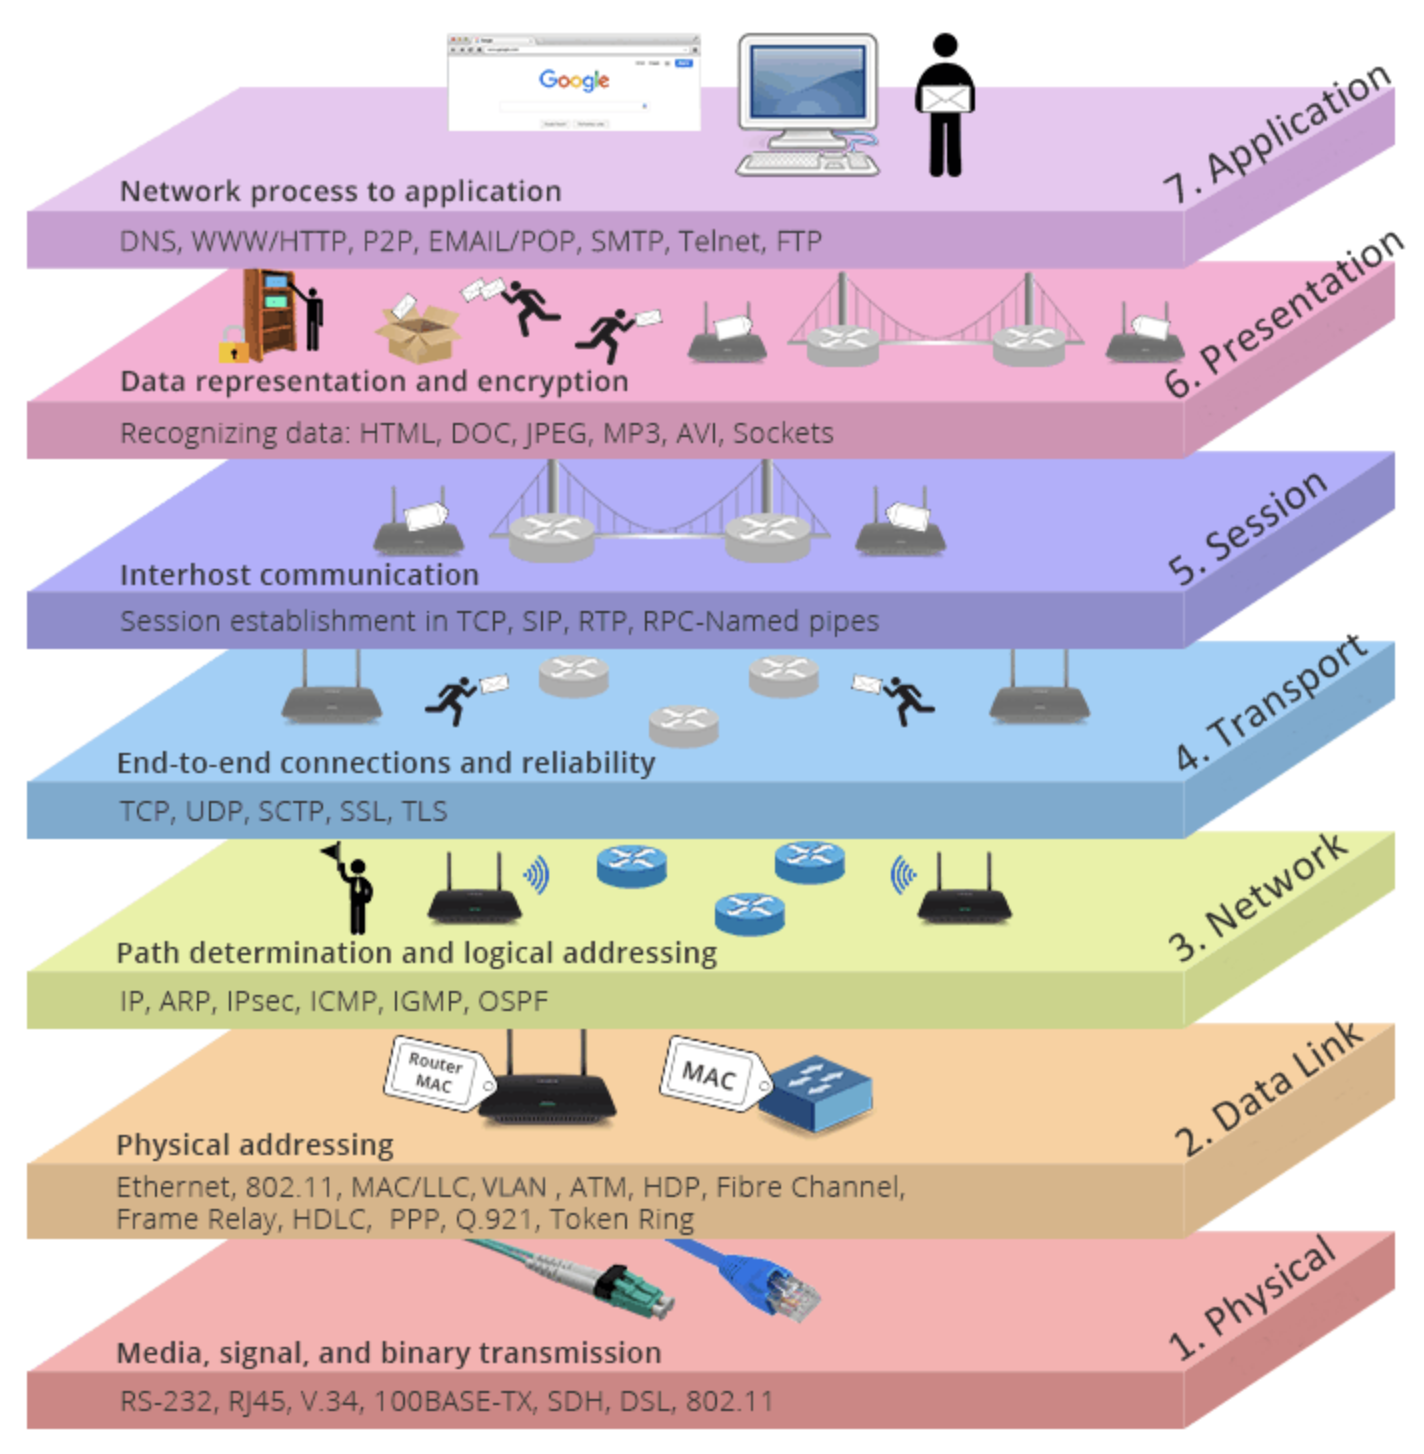 Google
7. Application
Network process to application
DNS, WWW/HTTP, P2P, EMAIL/POP, SMTP, Telnet, FTP
6. Presentation
Data representation and encryption
Recognizing data: HTML, DOC, JPEG, MP3, AVI, Sockets
5. Session
Interhost communication
Session establishment in TCP, SIP, RTP, RPC-Named pipes
4. Transport
End-to-end connections and reliability
TCP, UDP, SCTP, SSL, TLS
3. Network
Path determination and logical addressing
IP, ARP, IPsec, ICMP, IGMP, OSPF
2. Data Link
Router
MAC
MAC
Physical addressing
Ethernet, 802.11, MAC/LLC, VLAN , ATM, HDP, Fibre Channel,
Frame Relay, HDLC, PPP, Q.921, Token Ring
1. Physical
Media, signal, and binary transmission
RS-232, RJ45, V.34, 100BASE-TX, SDH, DSL, 802.11